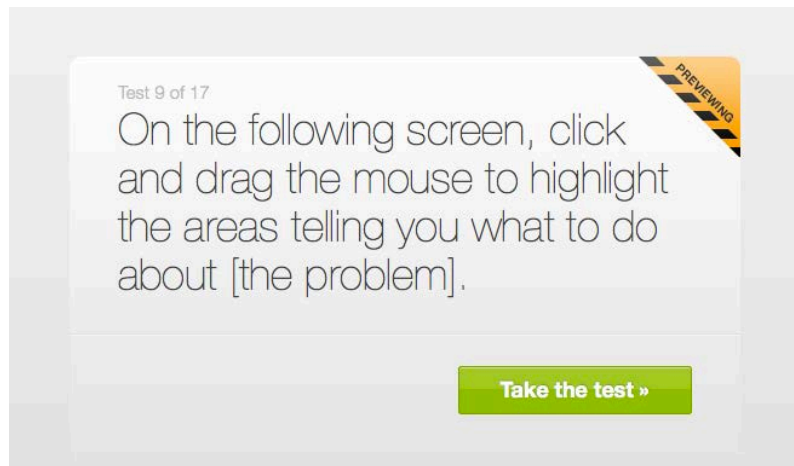 PREVIEWING
Test 9 of 17
On the following screen, click
and drag the mouse to highlight
the areas telling you what to do
about [the problem].
Take the test »